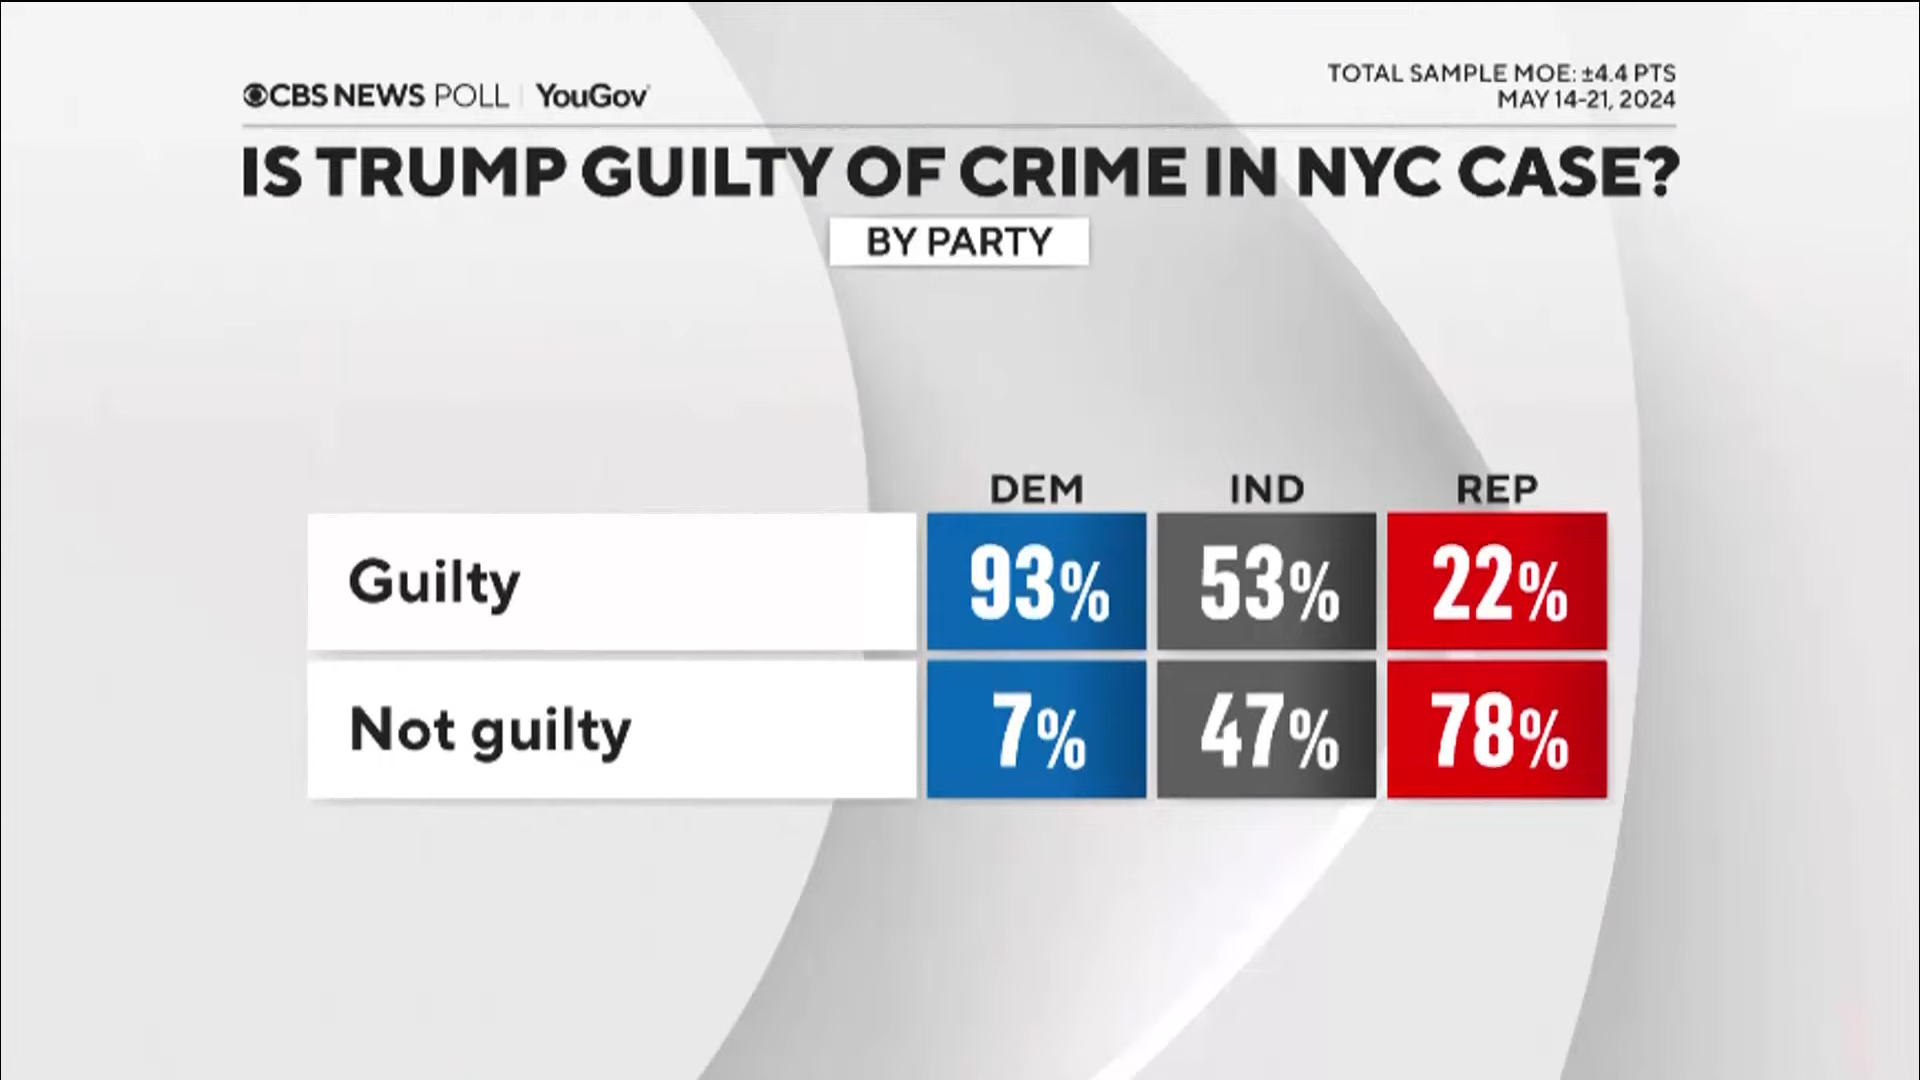 CBS NEWS POLL | YouGov
TOTAL SAMPLE MOE: ±4.4 PTS
MAY 14-21, 2024
IS TRUMP GUILTY OF CRIME IN NYC CASE?
BY PARTY
DEM IND REP
Guilty 93% 53% 22%
Not guilty 7% 47% 78%